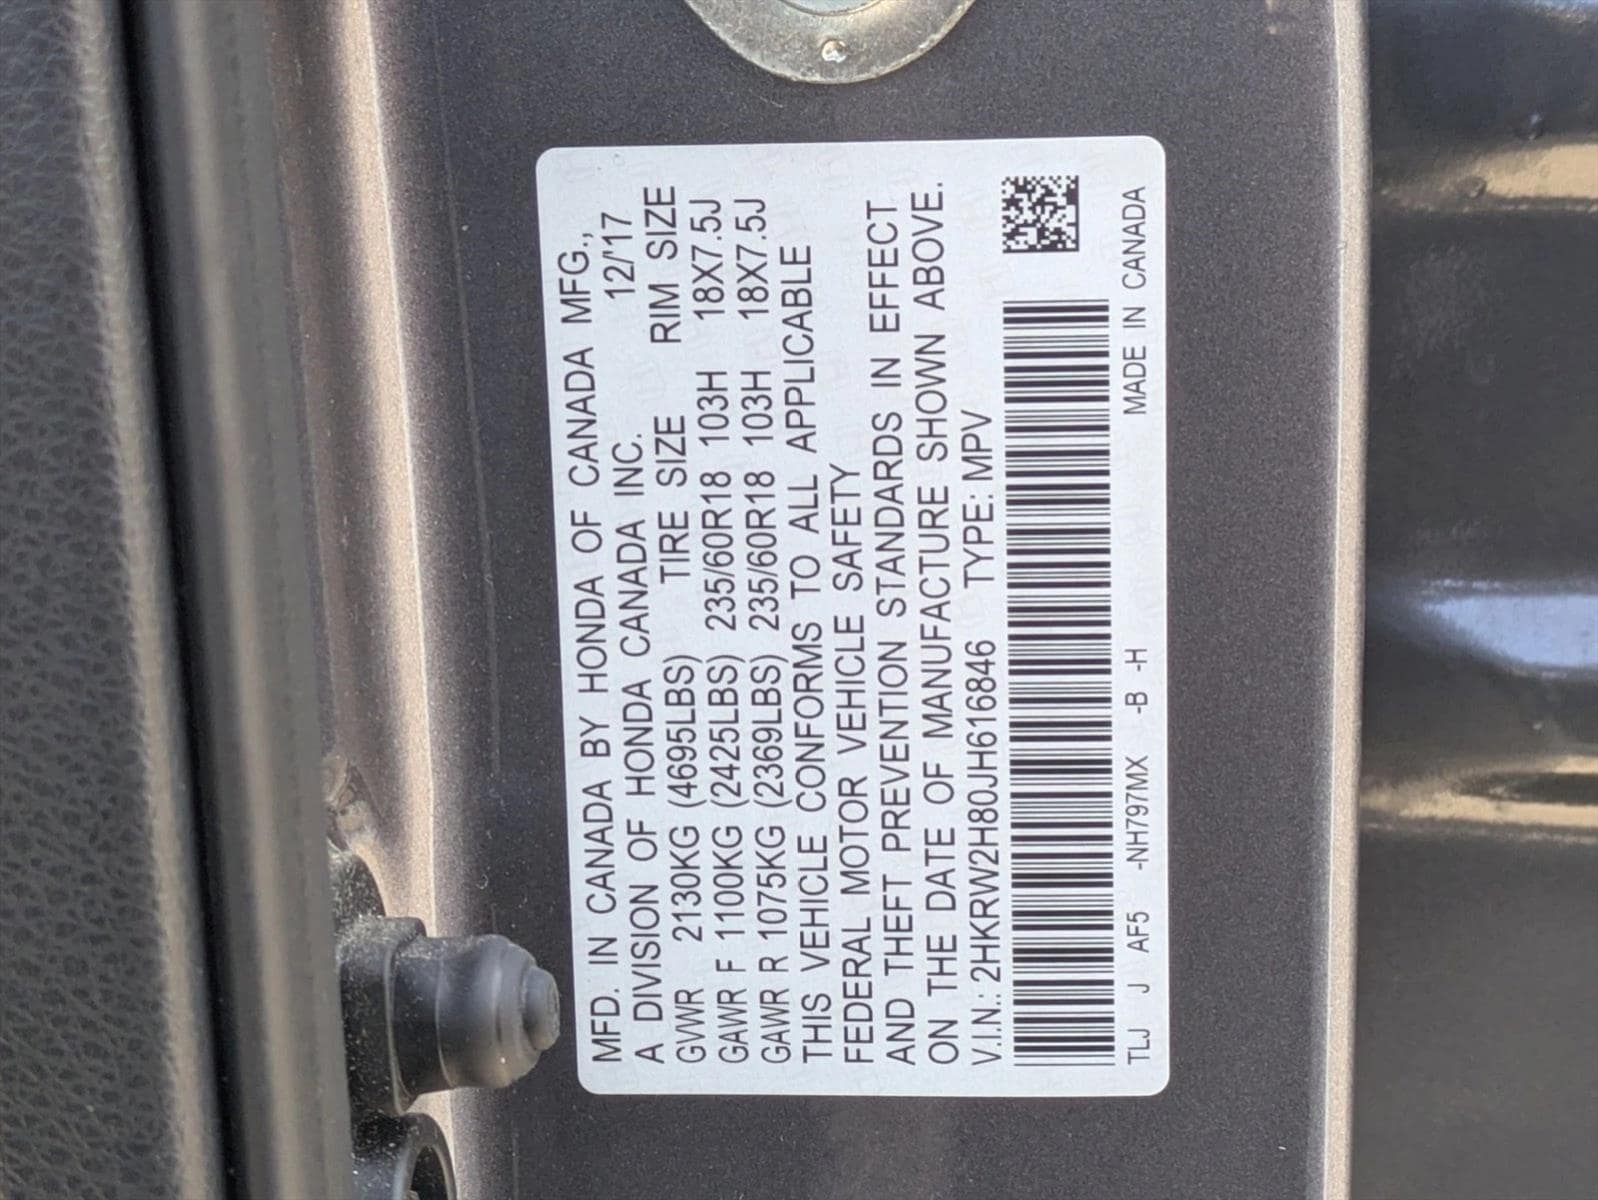 MFD. IN CANADA BY HONDA OF CANADA MFG.,
A DIVISION OF HONDA CANADA INC. 12/'17
GVWR 2130KG (4695LBS) TIRE SIZE RIM SIZE
GAWR F 1100KG (2425LBS) 235/60R18 103H 18X7.5J
GAWR R 1075KG (2369LBS) 235/60R18 103H 18X7.5J
THIS VEHICLE CONFORMS TO ALL APPLICABLE
FEDERAL MOTOR VEHICLE SAFETY
AND THEFT PREVENTION STANDARDS IN EFFECT
ON THE DATE OF MANUFACTURE SHOWN ABOVE.
V.I.N.: 2HKRW2H80JH616846 TYPE: MPV
TLJ J AF5 -NH797MX -B -H MADE IN CANADA